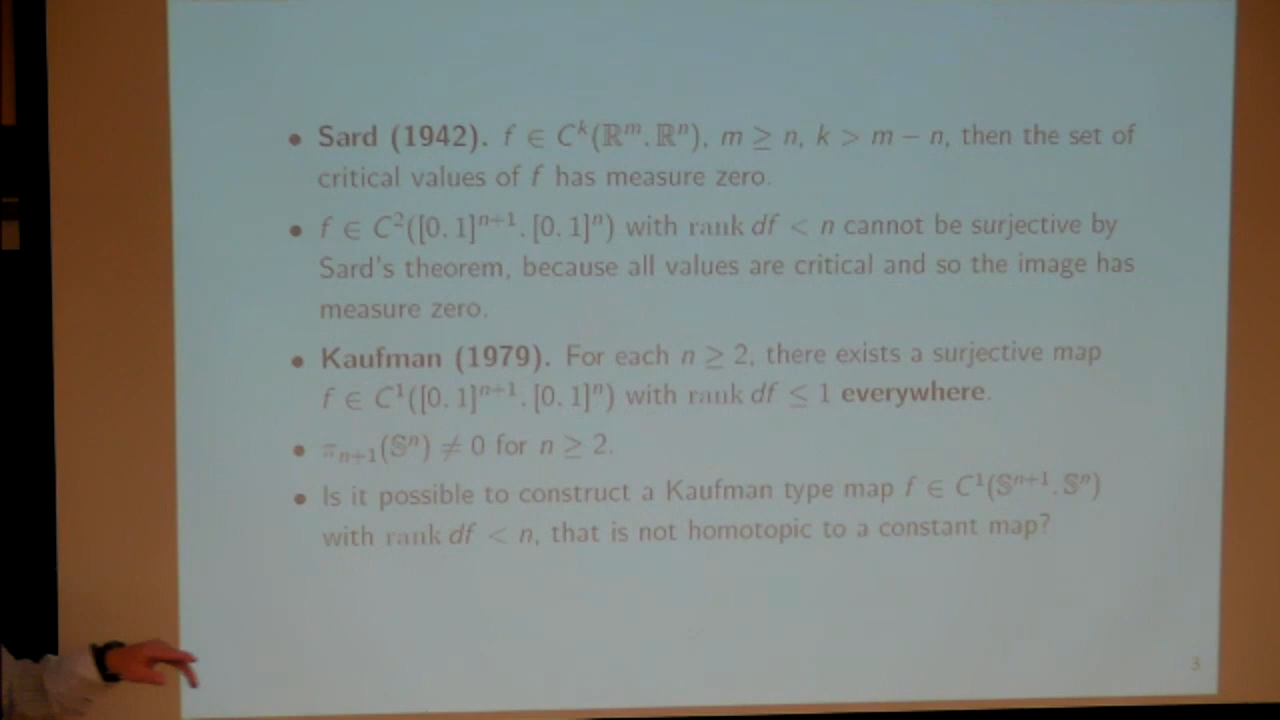 • Sard (1942). f ∈ C^k(ℝ^m, ℝ^n), m ≥ n, k > m − n, then the set of
critical values of f has measure zero.
• f ∈ C^2([0, 1]^{n+1}, [0, 1]^n) with rank df < n cannot be surjective by
Sard's theorem, because all values are critical and so the image has
measure zero.
• Kaufman (1979). For each n ≥ 2, there exists a surjective map
f ∈ C^1([0, 1]^{n+1}, [0, 1]^n) with rank df ≤ 1 everywhere.
• π_{n+1}(𝕊^n) ≠ 0 for n ≥ 2.
• Is it possible to construct a Kaufman type map f ∈ C^1(𝕊^{n+1}, 𝕊^n)
with rank df < n, that is not homotopic to a constant map?
3